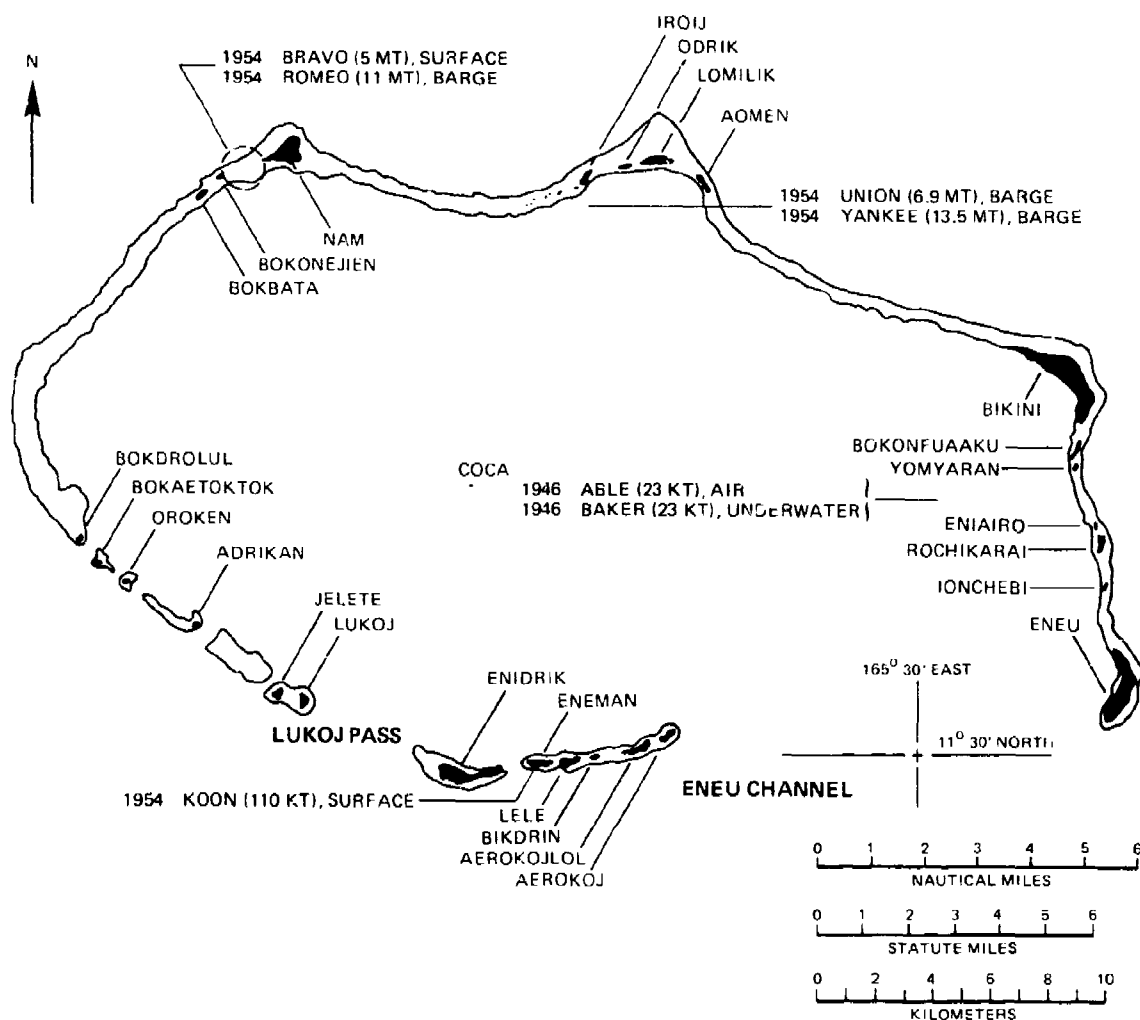 IROIJ
ODRIK
LOMILIK
AOMEN
N
1954 BRAVO (5 MT), SURFACE
1954 ROMEO (11 MT), BARGE
1954 UNION (6.9 MT), BARGE
1954 YANKEE (13.5 MT), BARGE
NAM
BOKONEJIEN
BOKBATA
BIKINI
BOKONFUAAKU
YOMYARAN
BOKDROLUL
BOKAETOKTOK
OROKEN
ADRIKAN
COCA
1946 ABLE (23 KT), AIR
1946 BAKER (23 KT), UNDERWATER
ENIAIRO
ROCHIKARAI
IONCHEBI
ENEU
JELETE
LUKOJ
165° 30' EAST
11° 30' NORTH
ENIDRIK
ENEMAN
LUKOJ PASS
ENEU CHANNEL
1954 KOON (110 KT), SURFACE
LELE
BIKDRIN
AEROKOJLOL
AEROKOJ
0 1 2 3 4 5 6
NAUTICAL MILES
0 1 2 3 4 5 6
STATUTE MILES
0 2 4 6 8 10
KILOMETERS